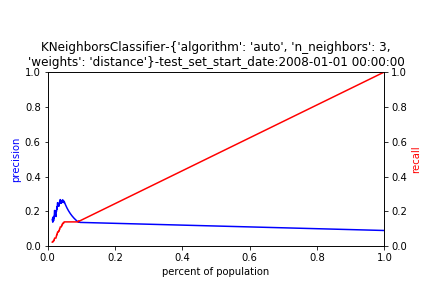 KNeighborsClassifier-{'algorithm': 'auto', 'n_neighbors': 3,
'weights': 'distance'}-test_set_start_date:2008-01-01 00:00:00
1.0
0.8
0.6
0.4
0.2
0.0
precision
1.0
0.8
0.6
0.4
0.2
0.0
recall
0.0 0.2 0.4 0.6 0.8 1.0
percent of population